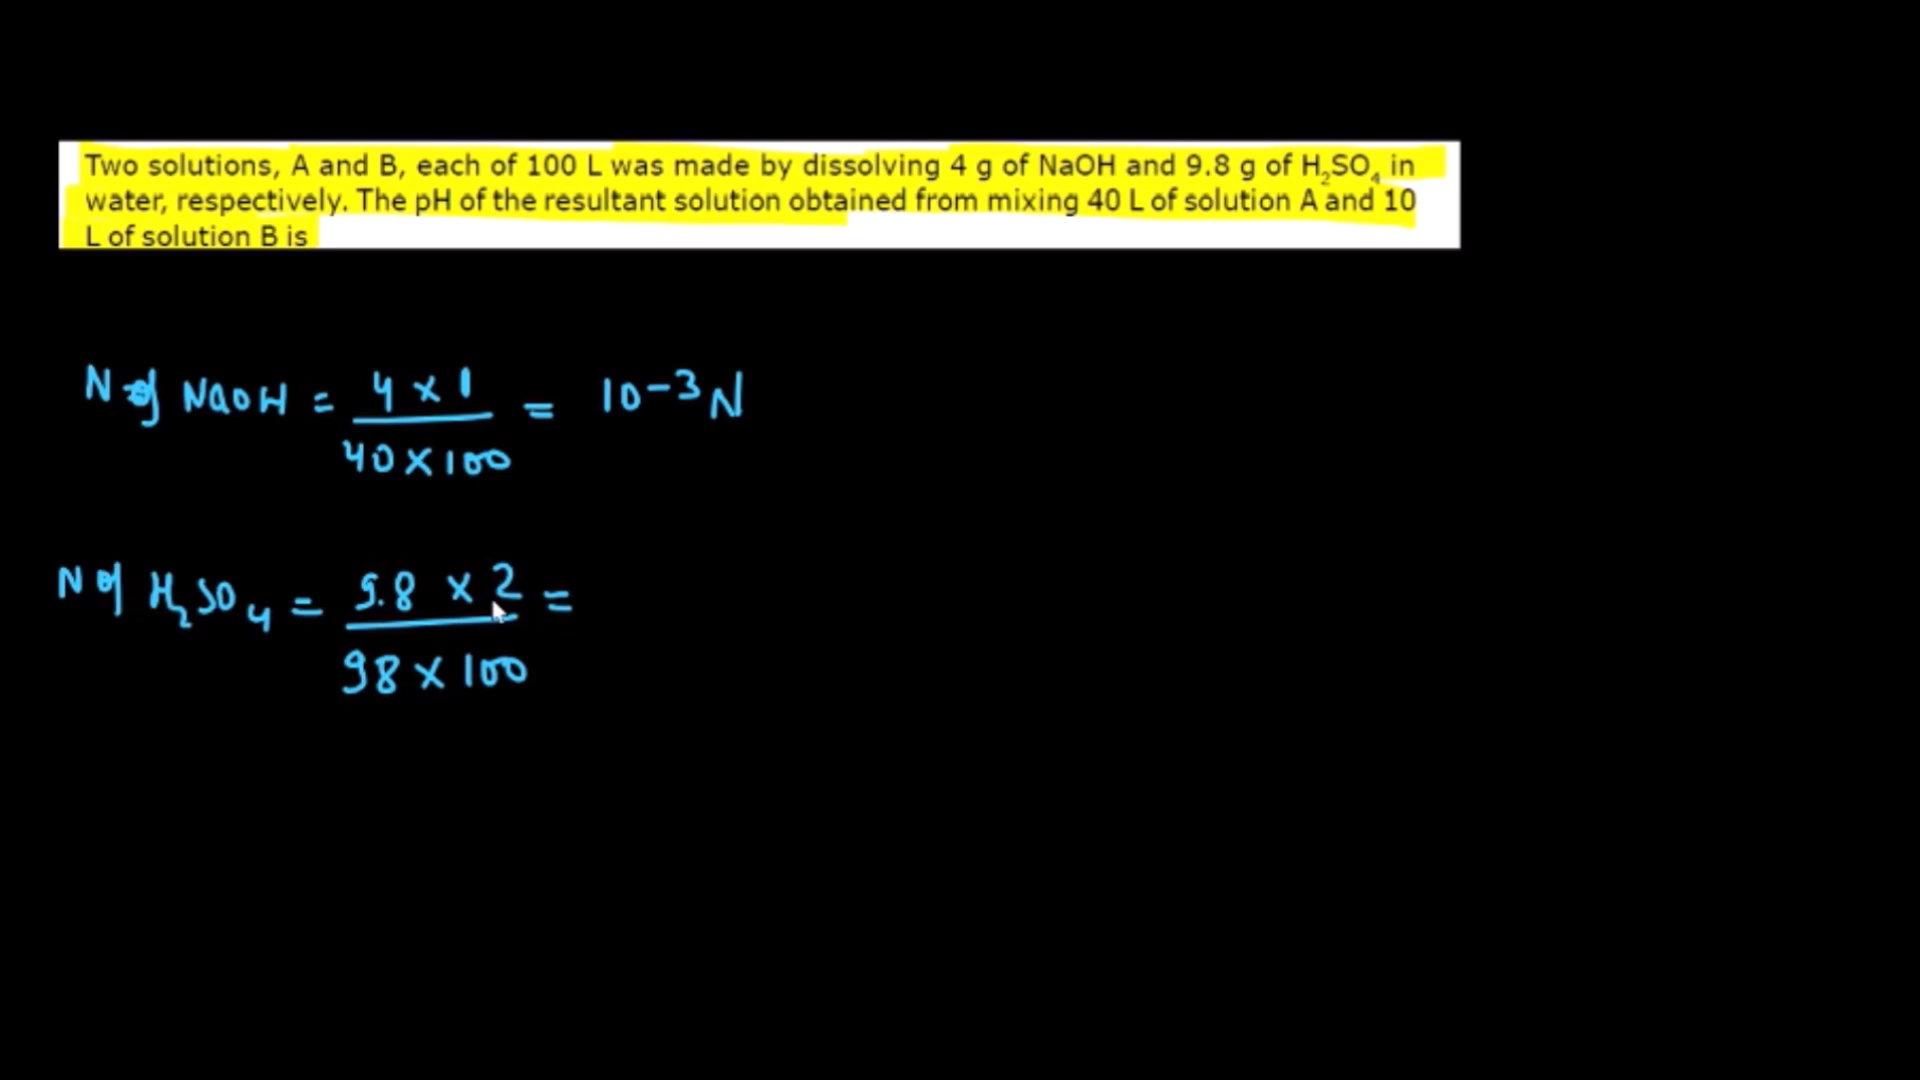 Two solutions, A and B, each of 100 L was made by dissolving 4 g of NaOH and 9.8 g of H₂SO₄ in
water, respectively. The pH of the resultant solution obtained from mixing 40 L of solution A and 10
L of solution B is
N of NaOH = 4 × 1 / 40 × 100 = 10⁻³ N
N of H₂SO₄ = 9.8 × 2 / 98 × 100 =